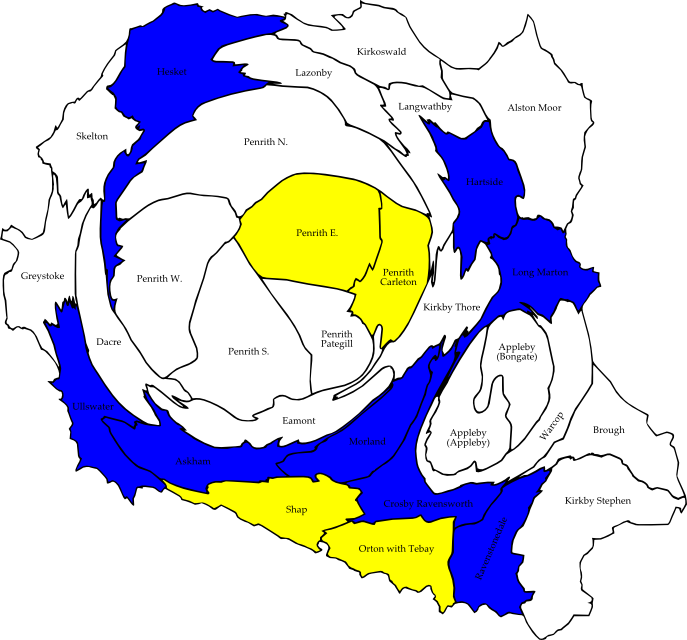 Kirkoswald
Hesket
Lazonby
Langwathby
Alston Moor
Skelton
Penrith N.
Hartside
Penrith E.
Greystoke
Penrith W.
Penrith
Carleton
Long Marton
Kirkby Thore
Dacre
Penrith S.
Penrith
Pategill
Appleby
(Bongate)
Ullswater
Eamont
Warcop
Brough
Askham
Morland
Appleby
(Appleby)
Shap
Crosby Ravensworth
Kirkby Stephen
Orton with Tebay
Ravenstonedale